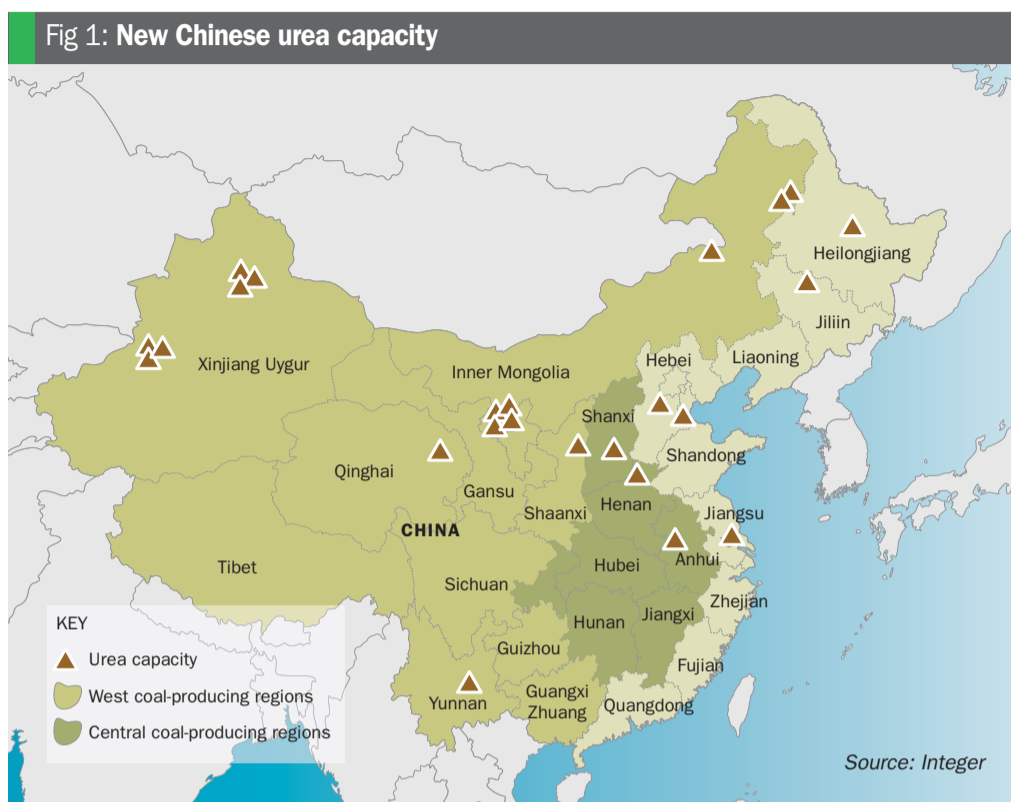 Fig 1: New Chinese urea capacity
Heilongjiang
Jiliin
Liaoning
Hebei
Xinjiang Uygur
Inner Mongolia
Shanxi
Shandong
Qinghai
Gansu
Henan
Shaanxi
Jiangsu
CHINA
Anhui
Hubei
Tibet
Sichuan
Zhejian
Hunan
Jiangxi
Guizhou
Fujian
Yunnan
Guangxi
Zhuang
Quangdong
KEY
Urea capacity
West coal-producing regions
Central coal-producing regions
Source: Integer